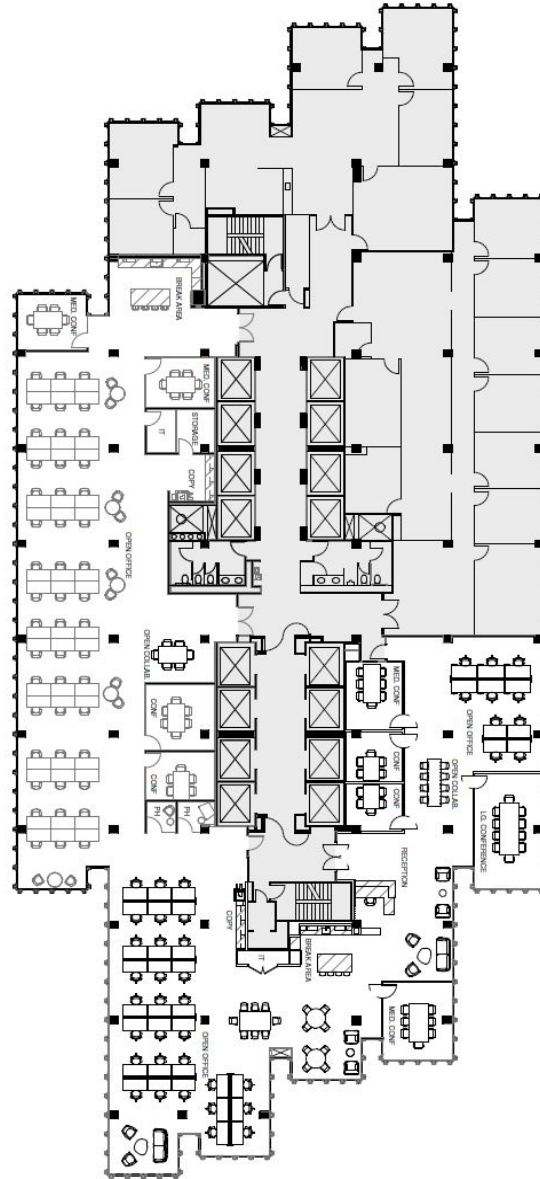 BREAK AREA
MED. CONF
MED. CONF
IT
STORAGE
COPY
OPEN OFFICE
OPEN COLLAB.
CONF
CONF
PH
PH
MED. CONF
CONF
CONF
OPEN OFFICE
OPEN COLLAB.
LG. CONFERENCE
RECEPTION
COPY
IT
BREAK AREA
MED. CONF
OPEN OFFICE